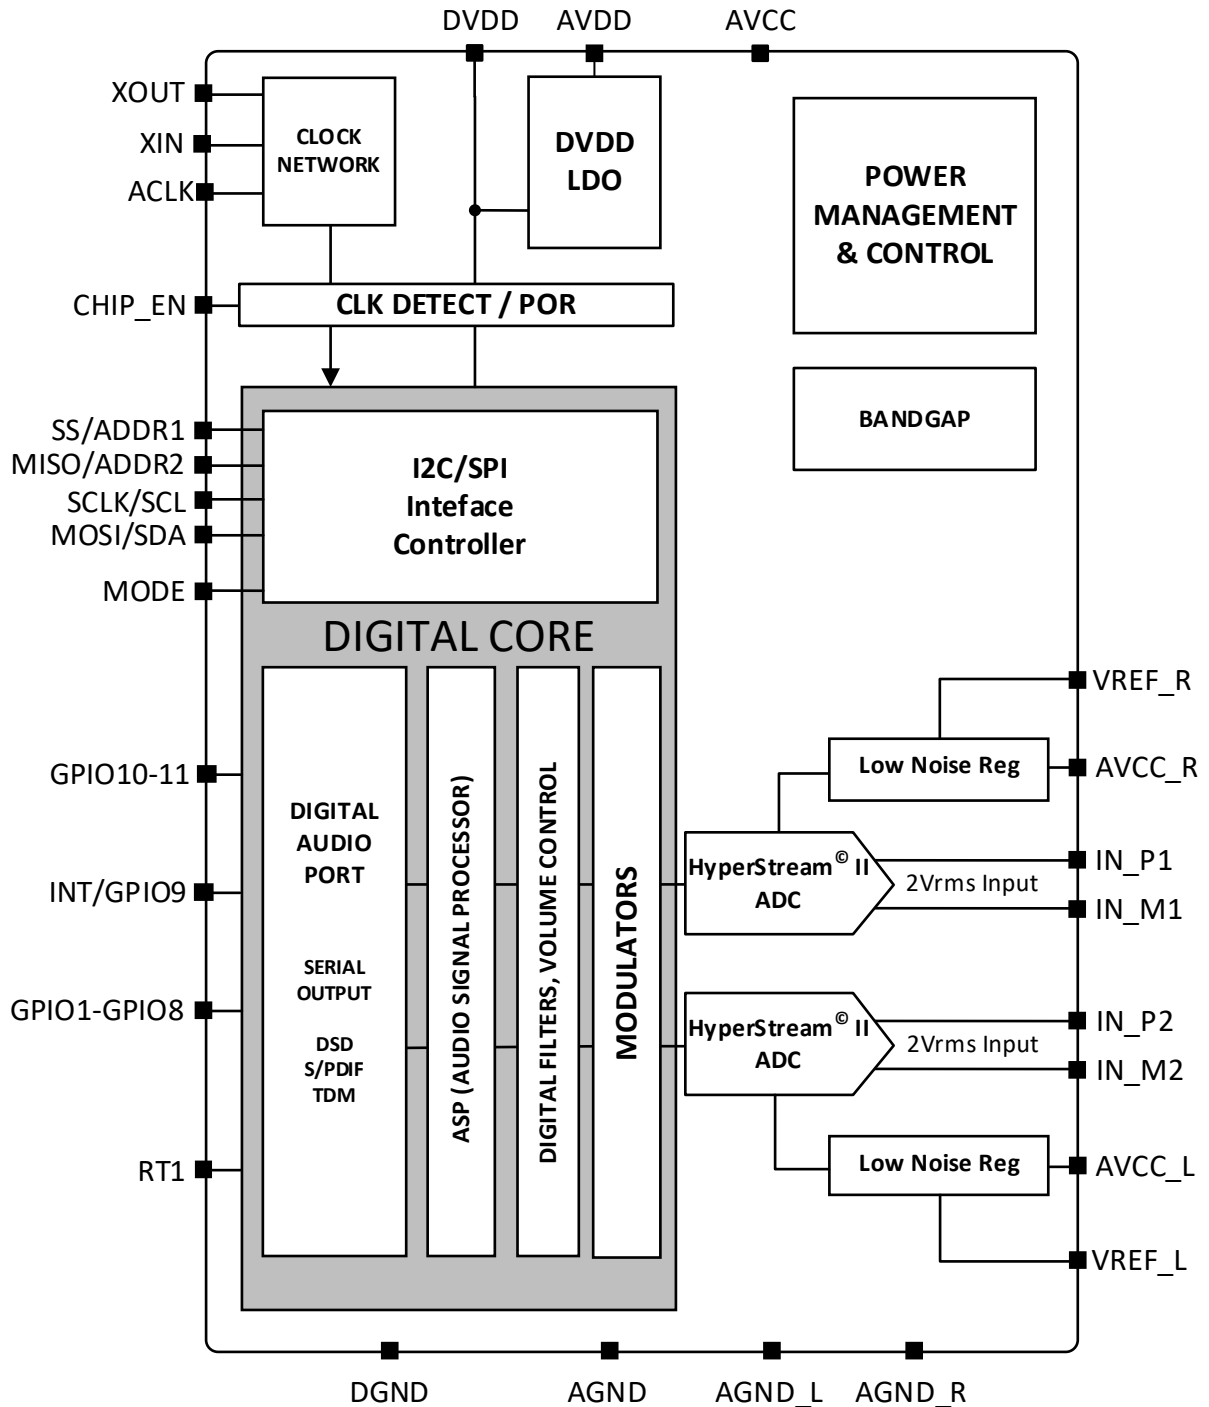 DVDD
AVDD
AVCC
XOUT
XIN
ACLK
CLOCK
NETWORK
DVDD
LDO
POWER
MANAGEMENT
& CONTROL
CHIP_EN
CLK DETECT / POR
BANDGAP
SS/ADDR1
MISO/ADDR2
SCLK/SCL
MOSI/SDA
MODE
I2C/SPI
Inteface
Controller
DIGITAL CORE
GPIO10-11
INT/GPIO9
GPIO1-GPIO8
RT1
DIGITAL
AUDIO
PORT
SERIAL
OUTPUT
DSD
S/PDIF
TDM
ASP (AUDIO SIGNAL PROCESSOR)
DIGITAL FILTERS, VOLUME CONTROL
MODULATORS
VREF_R
Low Noise Reg
AVCC_R
HyperStream© II
ADC
2Vrms Input
IN_P1
IN_M1
HyperStream© II
ADC
2Vrms Input
IN_P2
IN_M2
Low Noise Reg
AVCC_L
VREF_L
DGND
AGND
AGND_L
AGND_R